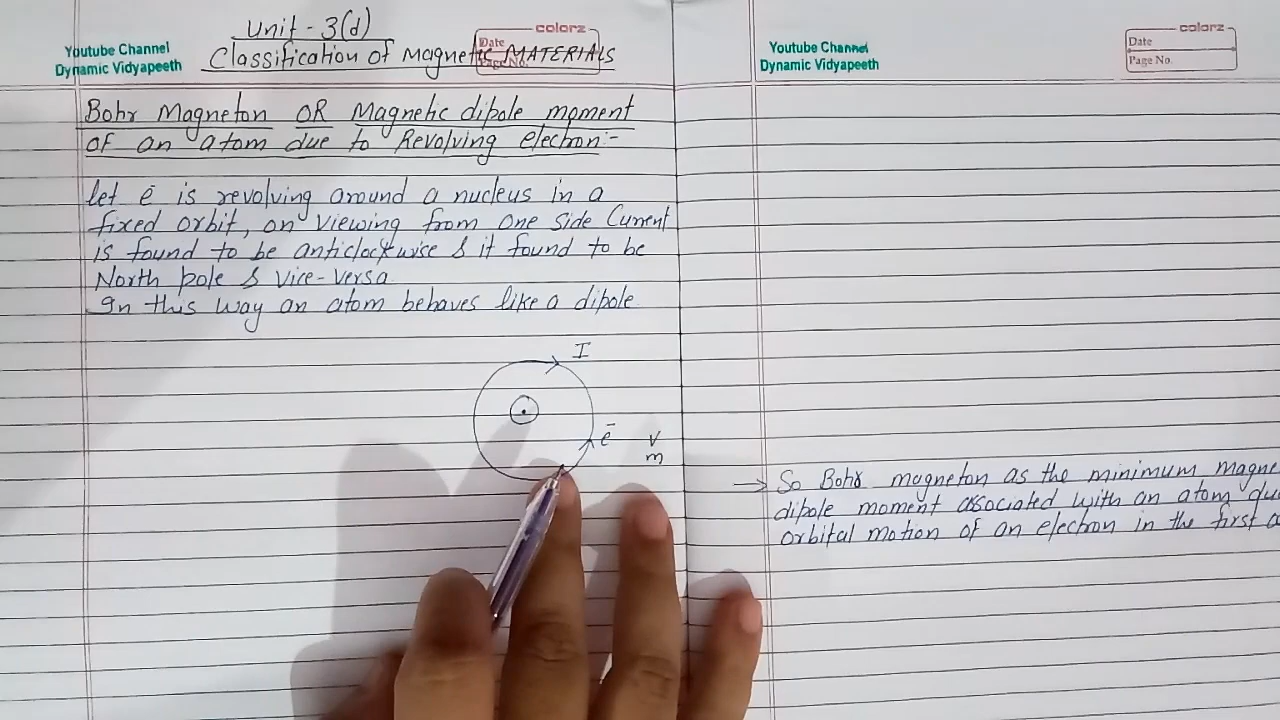 Unit - 3(d)
Classification of Magnetic MATERIALS
Youtube Channel
Dynamic Vidyapeeth
colorz
Date
Page No.
Bohr Magneton OR Magnetic dipole moment
of an atom due to Revolving electron:-
let e⁻ is revolving around a nucleus in a
fixed orbit, on viewing from one side Current
is found to be anticlockwise & it found to be
North pole & Vice-versa
In this way an atom behaves like a dipole
I
e⁻
V
m
Youtube Channel
Dynamic Vidyapeeth
colorz
Date
Page No.
→ So Bohr magneton as the minimum magne
dipole moment associated with an atom due
orbital motion of an electron in the first